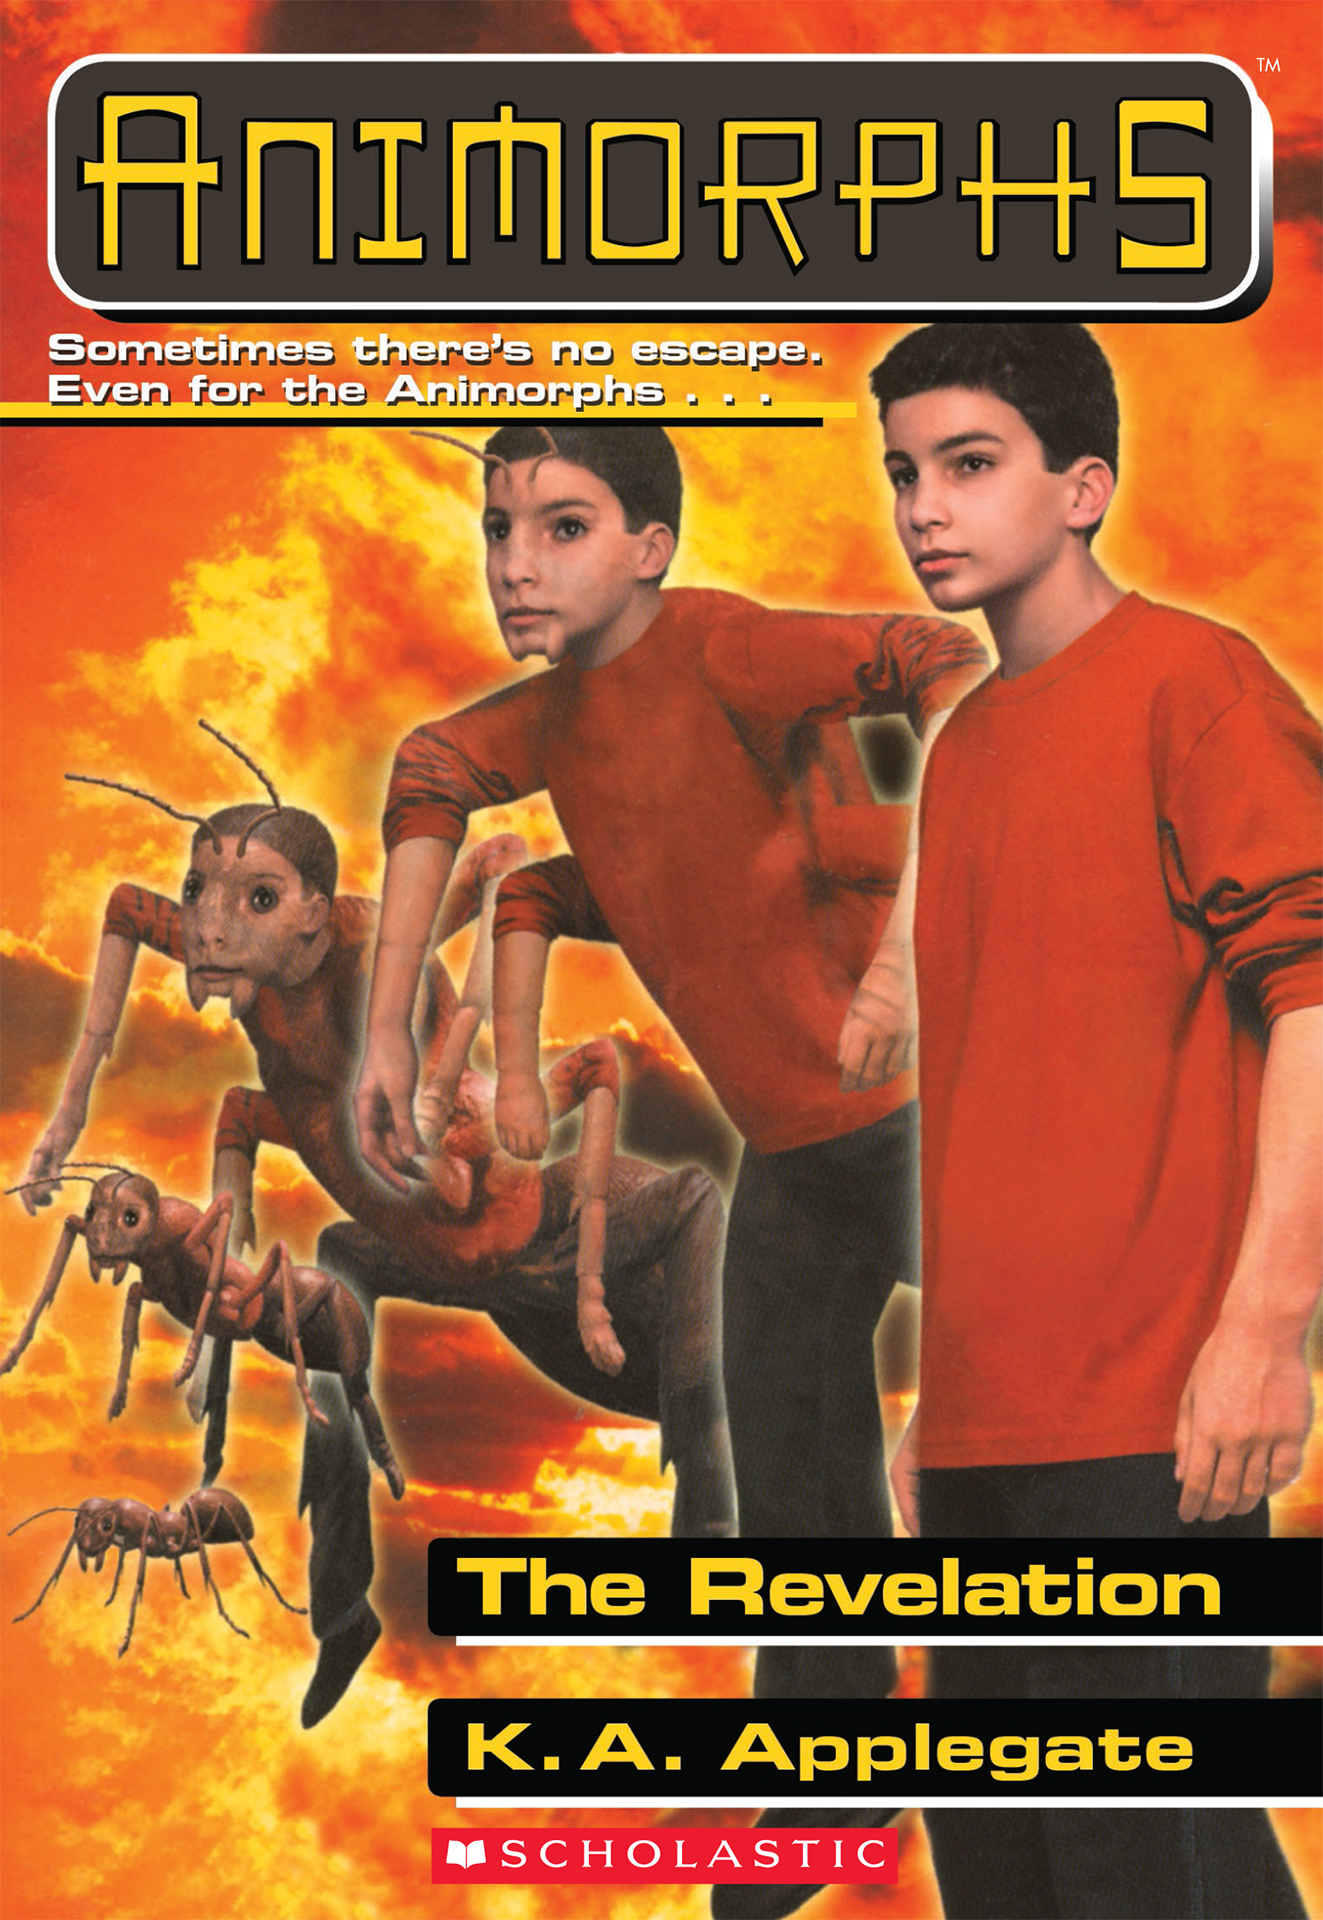 ANIMORPHS
TM
Sometimes there's no escape.
Even for the Animorphs . . .
The Revelation
K. A. Applegate
SCHOLASTIC